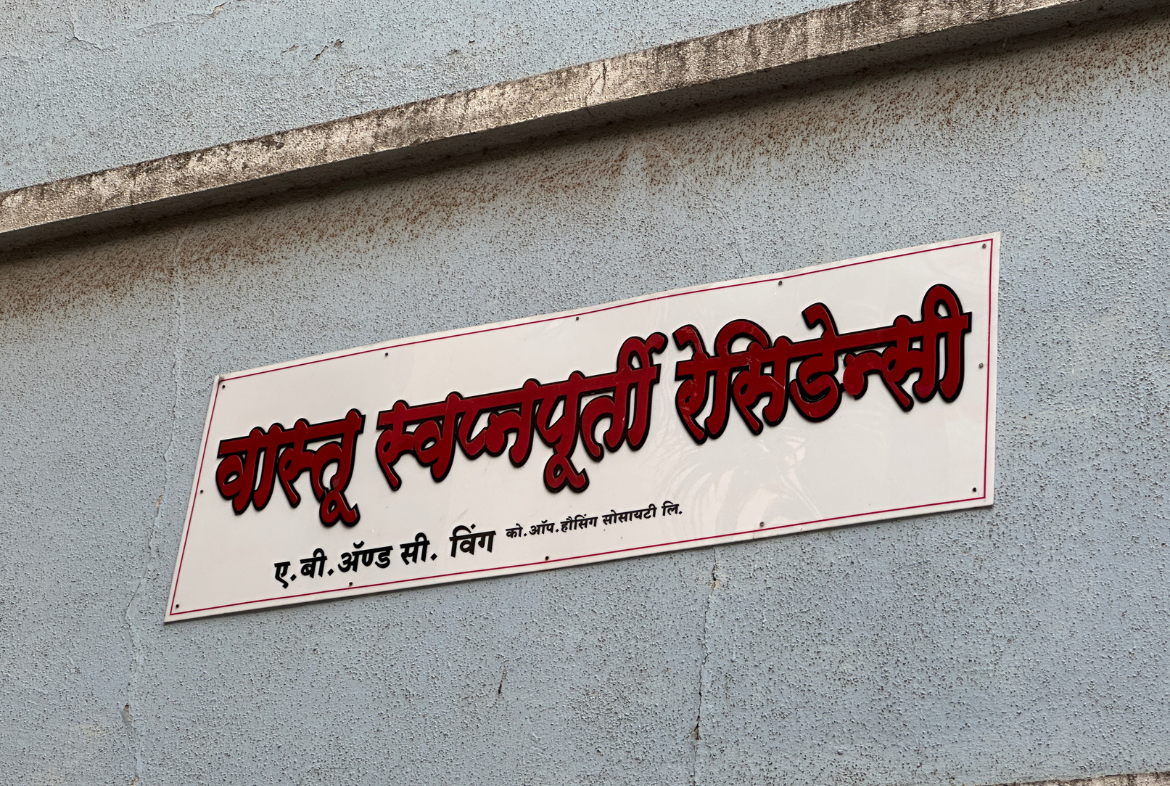 वास्तू स्वप्नपूर्ती रेसिडेन्सी
ए.बी.ॲण्ड सी. विंग को.ऑप.हौसिंग सोसायटी लि.